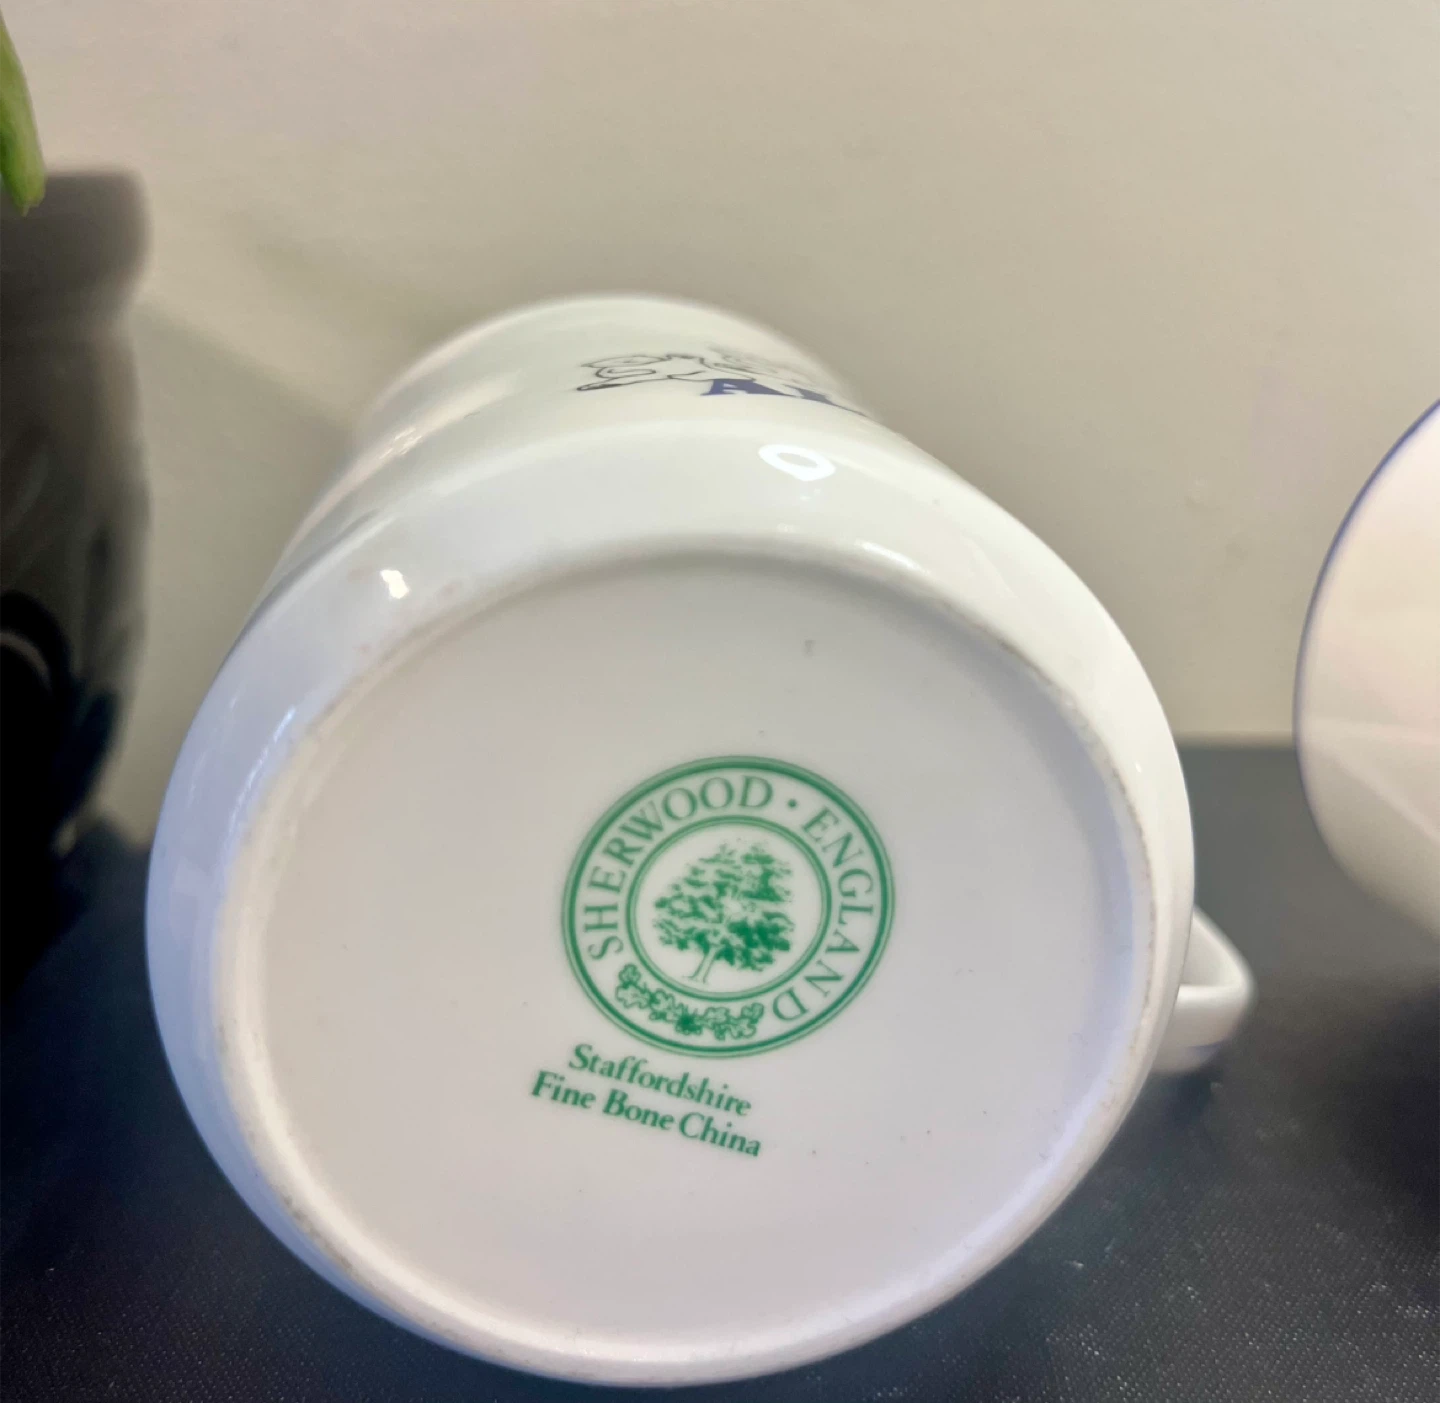 SHERWOOD · ENGLAND
Staffordshire
Fine Bone China